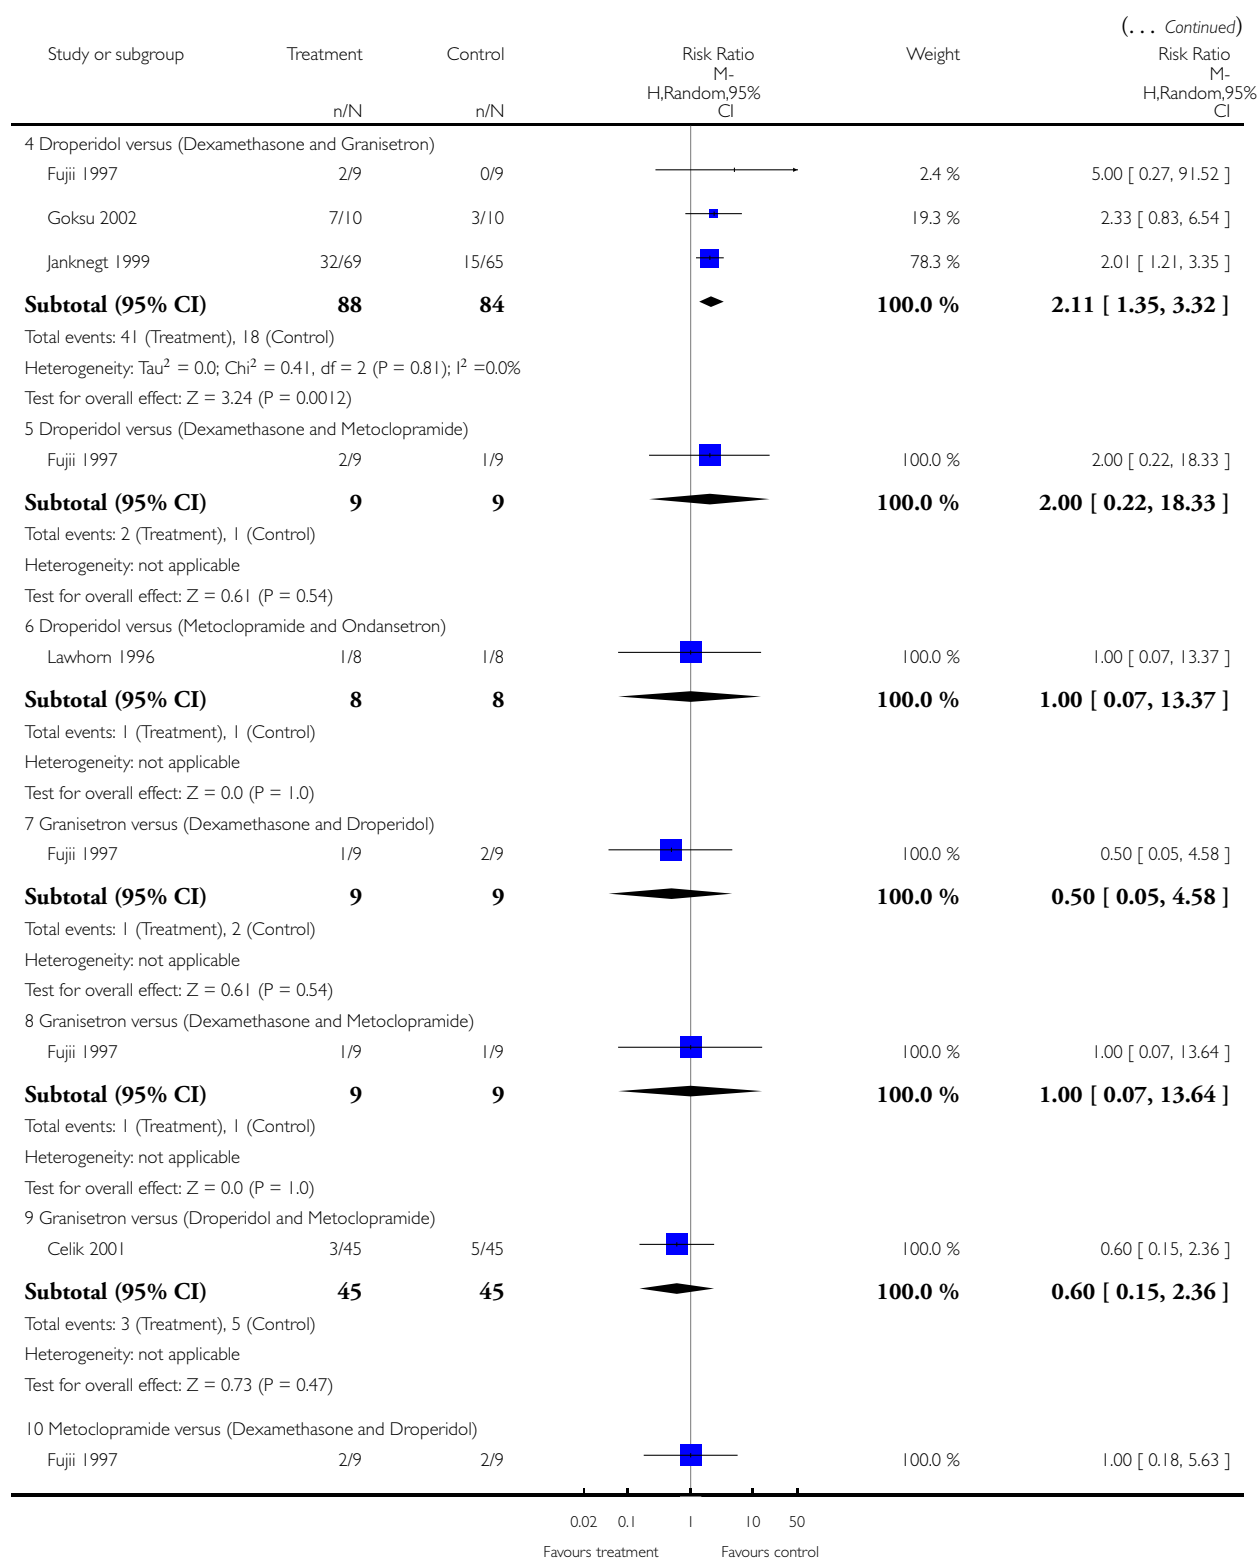 (... Continued)
Study or subgroup Treatment Control Risk Ratio Weight Risk Ratio
M- M-
H,Random,95% H,Random,95%
n/N n/N CI CI
4 Droperidol versus (Dexamethasone and Granisetron)
Fujii 1997 2/9 0/9 2.4 % 5.00 [ 0.27, 91.52 ]
Goksu 2002 7/10 3/10 19.3 % 2.33 [ 0.83, 6.54 ]
Janknegt 1999 32/69 15/65 78.3 % 2.01 [ 1.21, 3.35 ]
Subtotal (95% CI) 88 84 100.0 % 2.11 [ 1.35, 3.32 ]
Total events: 41 (Treatment), 18 (Control)
Heterogeneity: Tau² = 0.0; Chi² = 0.41, df = 2 (P = 0.81); I² =0.0%
Test for overall effect: Z = 3.24 (P = 0.0012)
5 Droperidol versus (Dexamethasone and Metoclopramide)
Fujii 1997 2/9 1/9 100.0 % 2.00 [ 0.22, 18.33 ]
Subtotal (95% CI) 9 9 100.0 % 2.00 [ 0.22, 18.33 ]
Total events: 2 (Treatment), 1 (Control)
Heterogeneity: not applicable
Test for overall effect: Z = 0.61 (P = 0.54)
6 Droperidol versus (Metoclopramide and Ondansetron)
Lawhorn 1996 1/8 1/8 100.0 % 1.00 [ 0.07, 13.37 ]
Subtotal (95% CI) 8 8 100.0 % 1.00 [ 0.07, 13.37 ]
Total events: 1 (Treatment), 1 (Control)
Heterogeneity: not applicable
Test for overall effect: Z = 0.0 (P = 1.0)
7 Granisetron versus (Dexamethasone and Droperidol)
Fujii 1997 1/9 2/9 100.0 % 0.50 [ 0.05, 4.58 ]
Subtotal (95% CI) 9 9 100.0 % 0.50 [ 0.05, 4.58 ]
Total events: 1 (Treatment), 2 (Control)
Heterogeneity: not applicable
Test for overall effect: Z = 0.61 (P = 0.54)
8 Granisetron versus (Dexamethasone and Metoclopramide)
Fujii 1997 1/9 1/9 100.0 % 1.00 [ 0.07, 13.64 ]
Subtotal (95% CI) 9 9 100.0 % 1.00 [ 0.07, 13.64 ]
Total events: 1 (Treatment), 1 (Control)
Heterogeneity: not applicable
Test for overall effect: Z = 0.0 (P = 1.0)
9 Granisetron versus (Droperidol and Metoclopramide)
Celik 2001 3/45 5/45 100.0 % 0.60 [ 0.15, 2.36 ]
Subtotal (95% CI) 45 45 100.0 % 0.60 [ 0.15, 2.36 ]
Total events: 3 (Treatment), 5 (Control)
Heterogeneity: not applicable
Test for overall effect: Z = 0.73 (P = 0.47)
10 Metoclopramide versus (Dexamethasone and Droperidol)
Fujii 1997 2/9 2/9 100.0 % 1.00 [ 0.18, 5.63 ]
0.02 0.1 1 10 50
Favours treatment Favours control